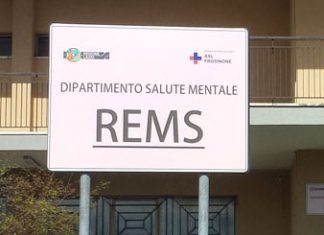 ASL
FROSINONE
DIPARTIMENTO SALUTE MENTALE
REMS